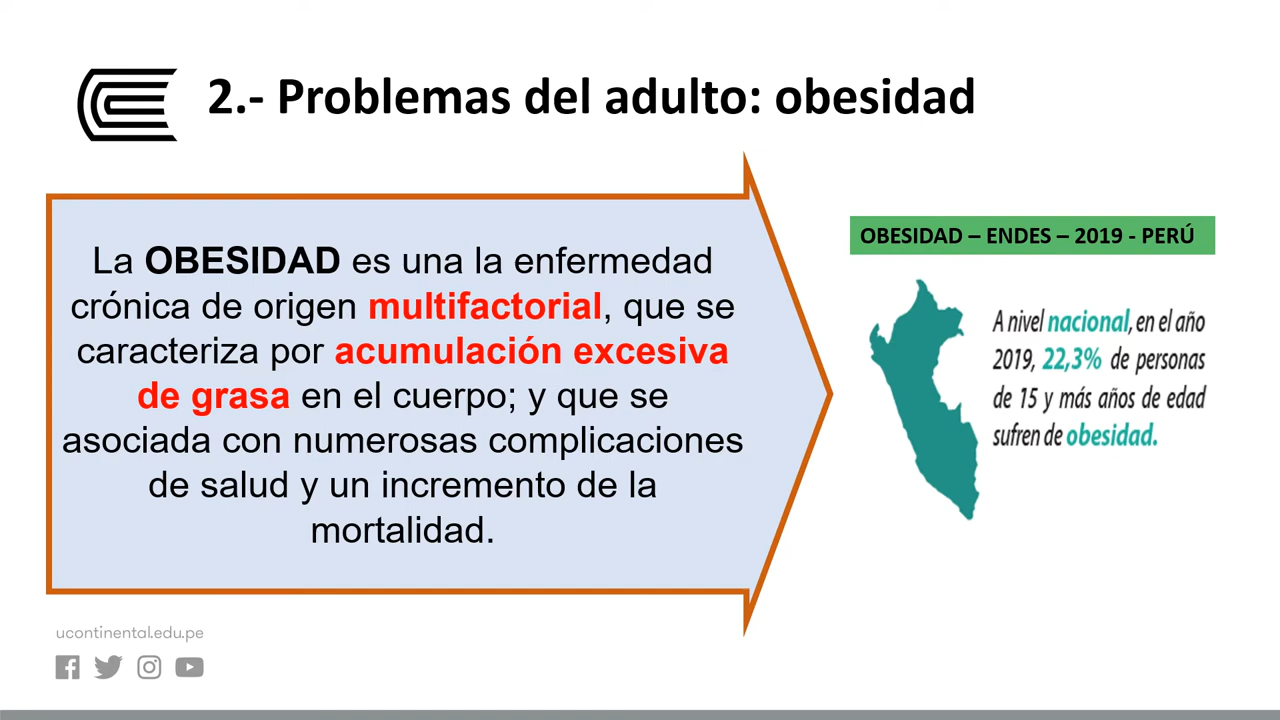 2.- Problemas del adulto: obesidad
La OBESIDAD es una la enfermedad
crónica de origen multifactorial, que se
caracteriza por acumulación excesiva
de grasa en el cuerpo; y que se
asociada con numerosas complicaciones
de salud y un incremento de la
mortalidad.
OBESIDAD – ENDES – 2019 - PERÚ
A nivel nacional, en el año
2019, 22,3% de personas
de 15 y más años de edad
sufren de obesidad.
ucontinental.edu.pe